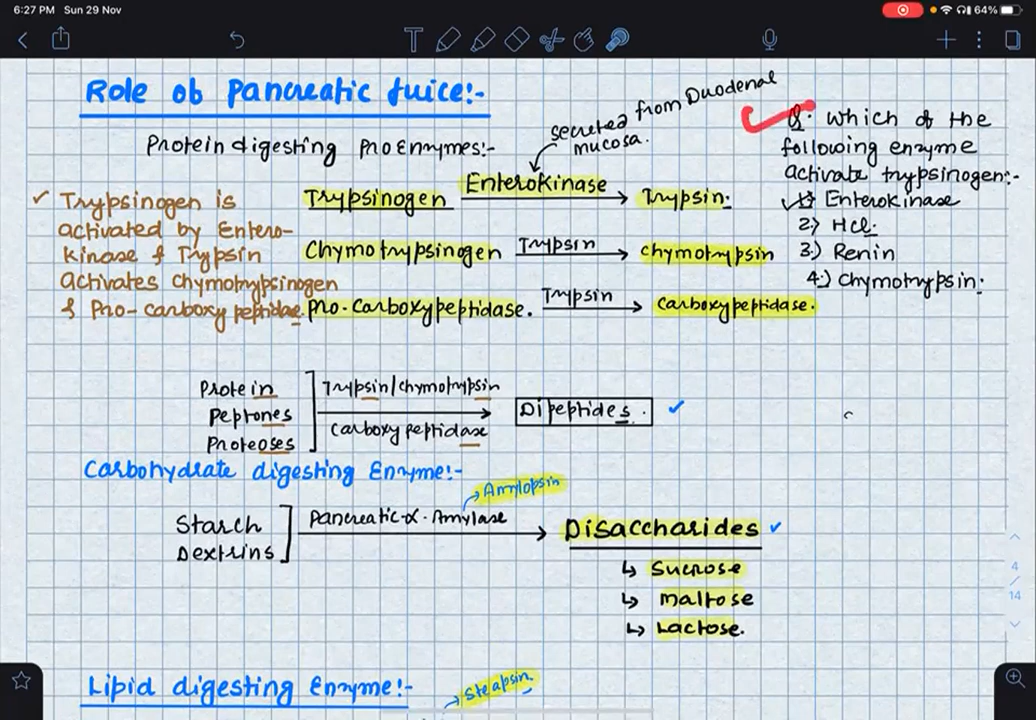 6:27 PM Sun 29 Nov
64%
Role of Pancreatic Juice:-
secreted from Duodenal
mucosa.
Protein digesting ProEnzymes:-
Trypsinogen Enterokinase Trypsin.
Chymotrypsinogen Trypsin chymotrypsin
Pro-Carboxypeptidase. Trypsin carboxypeptidase.
✓ Trypsinogen is
activated by Entero-
kinase & Trypsin
activates chymotrypsinogen
& Pro-carboxy peptidase.
Q. which of the
following enzyme
activate trypsinogen:-
1) Enterokinase
2) HCl.
3) Renin
4) Chymotrypsin.
Protein
Peptones
Proteoses
Trypsin/chymotrypsin
carboxy peptidase
Dipeptides. ✓
Carbohydrate digesting Enzyme:-
Amylopsin
Starch
Dextrins
Pancreatic-α-Amylase
Disaccharides ✓
↳ Sucrose
↳ maltose
↳ Lactose.
4
/
14
Lipid digesting Enzyme:-
Steapsin.